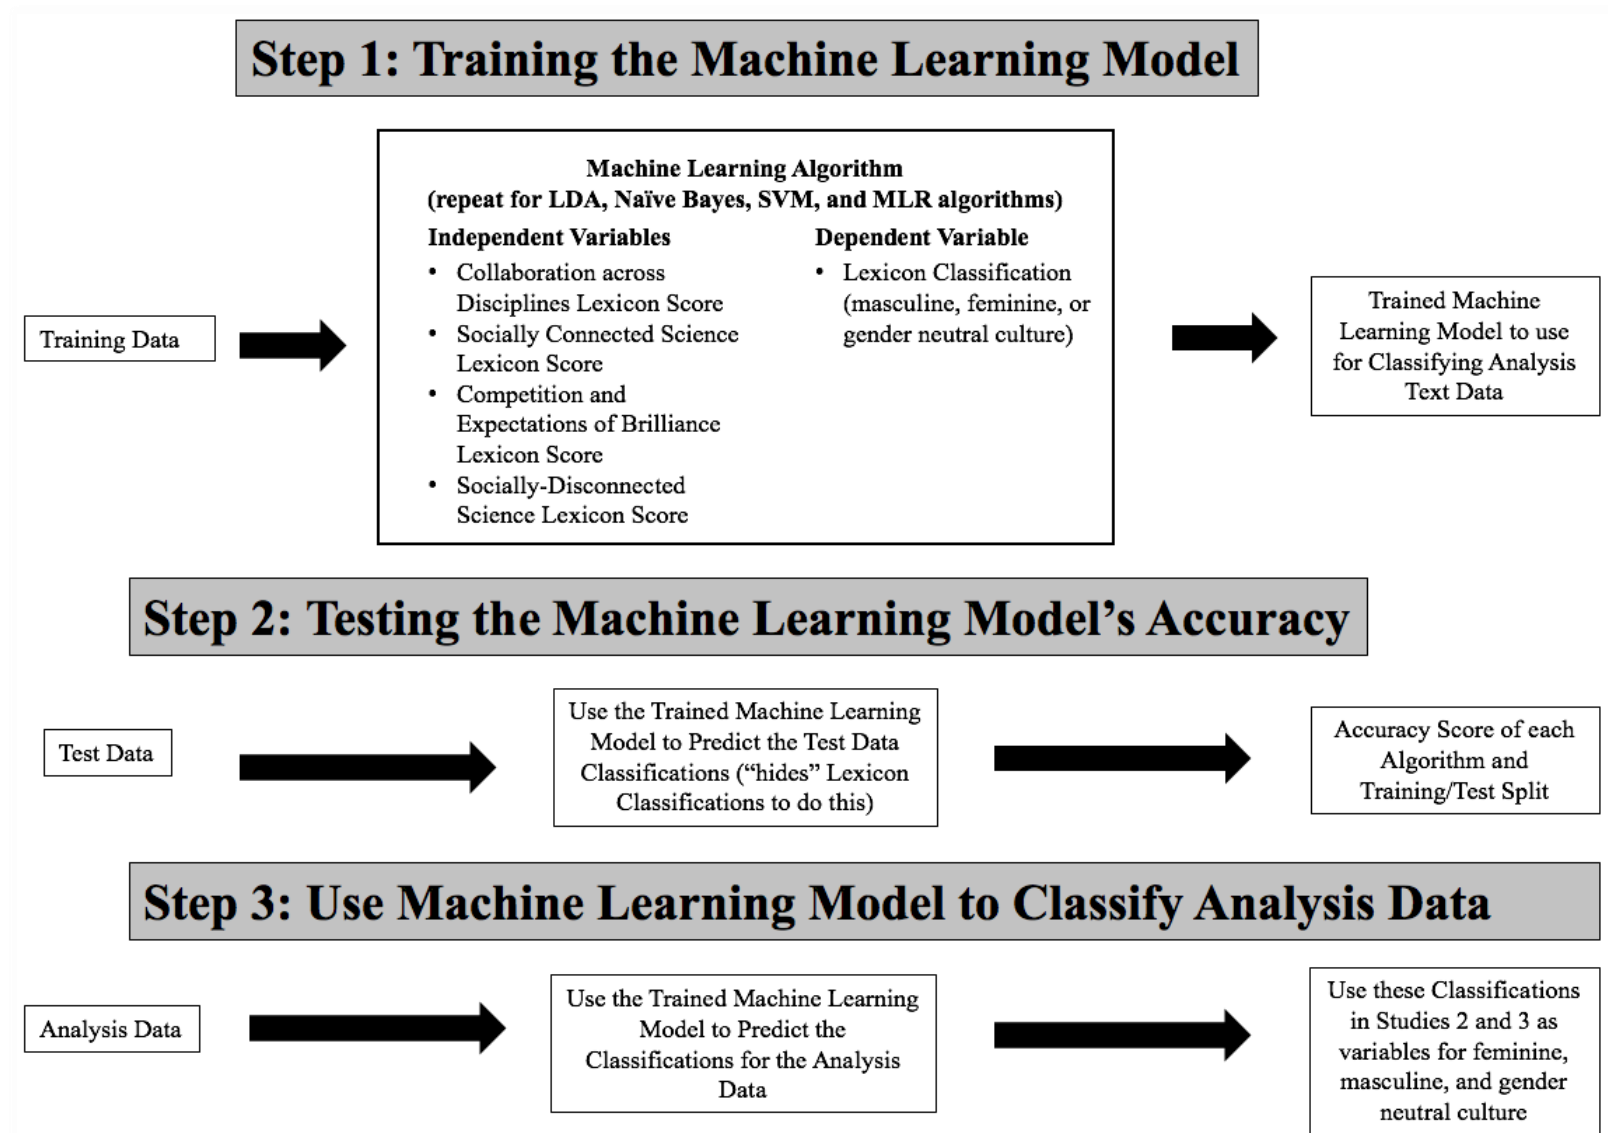 Step 1: Training the Machine Learning Model
Training Data
Machine Learning Algorithm
(repeat for LDA, Naïve Bayes, SVM, and MLR algorithms)
Independent Variables
• Collaboration across
Disciplines Lexicon Score
• Socially Connected Science
Lexicon Score
• Competition and
Expectations of Brilliance
Lexicon Score
• Socially-Disconnected
Science Lexicon Score
Dependent Variable
• Lexicon Classification
(masculine, feminine, or
gender neutral culture)
Trained Machine
Learning Model to use
for Classifying Analysis
Text Data
Step 2: Testing the Machine Learning Model’s Accuracy
Test Data
Use the Trained Machine Learning
Model to Predict the Test Data
Classifications (“hides” Lexicon
Classifications to do this)
Accuracy Score of each
Algorithm and
Training/Test Split
Step 3: Use Machine Learning Model to Classify Analysis Data
Analysis Data
Use the Trained Machine Learning
Model to Predict the
Classifications for the Analysis
Data
Use these Classifications
in Studies 2 and 3 as
variables for feminine,
masculine, and gender
neutral culture